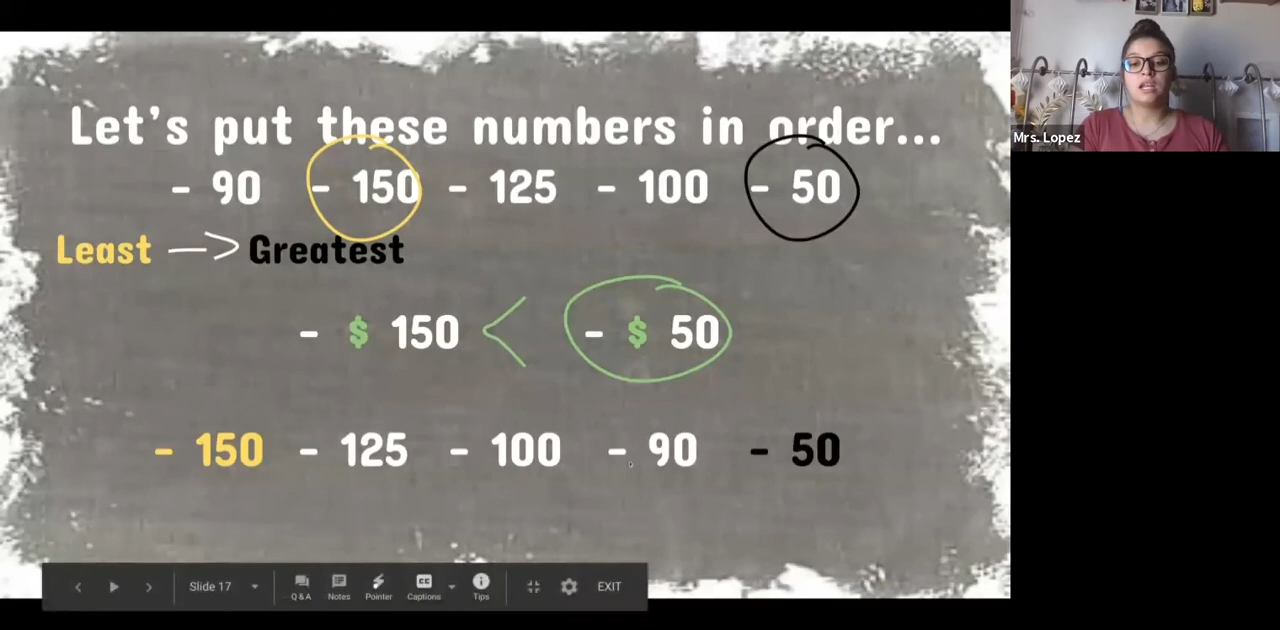 Let's put these numbers in order...
- 90 - 150 - 125 - 100 - 50
Least —> Greatest
- $ 150 < - $ 50
- 150 - 125 - 100 - 90 - 50
Mrs. Lopez
Slide 17
Q & A Notes Pointer Captions Tips EXIT
CC